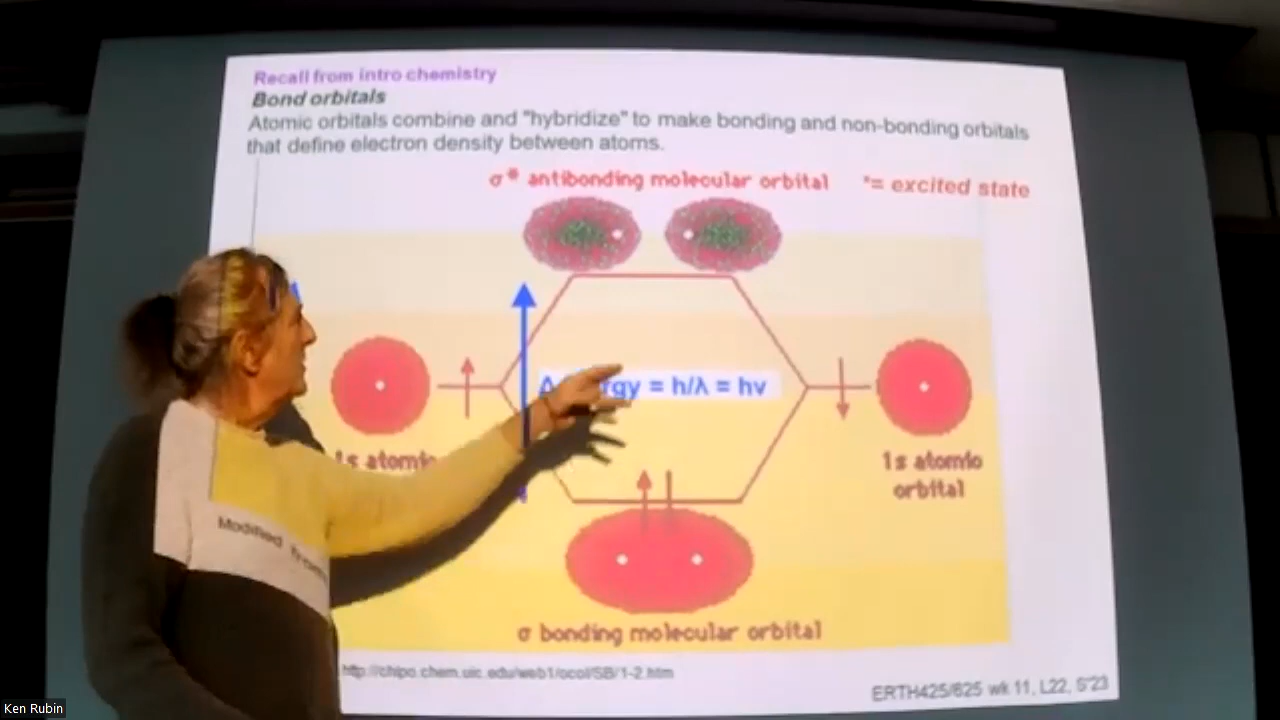 Recall from intro chemistry
Bond orbitals
Atomic orbitals combine and "hybridize" to make bonding and non-bonding orbitals
that define electron density between atoms.
σ* antibonding molecular orbital *= excited state
rgy = h/λ = hν
1s atomic
1s atomic
orbital
orbital
σ bonding molecular orbital
Modified from
http://chipo.chem.uic.edu/web1/ocol/SB/1-2.htm
ERTH425/625 wk 11, L22, S'23
Ken Rubin